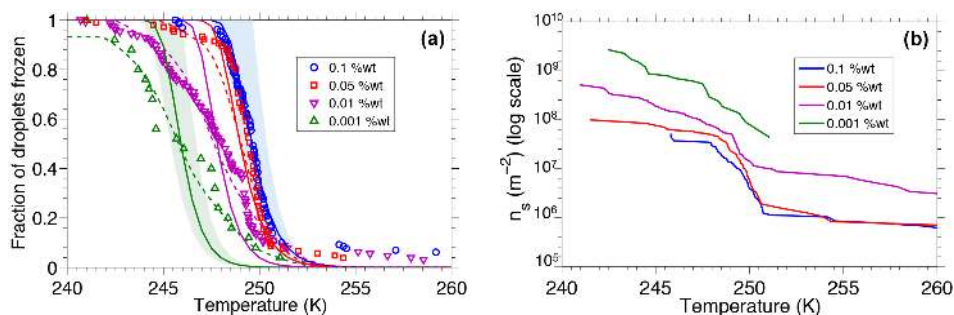 (a)
Fraction of droplets frozen
1
0.8
0.6
0.4
0.2
0
0.1 %wt
0.05 %wt
0.01 %wt
0.001 %wt
240 245 250 255 260
Temperature (K)
(b)
n_s (m⁻²) (log scale)
10¹⁰
10⁹
10⁸
10⁷
10⁶
10⁵
0.1 %wt
0.05 %wt
0.01 %wt
0.001 %wt
240 245 250 255 260
Temperature (K)